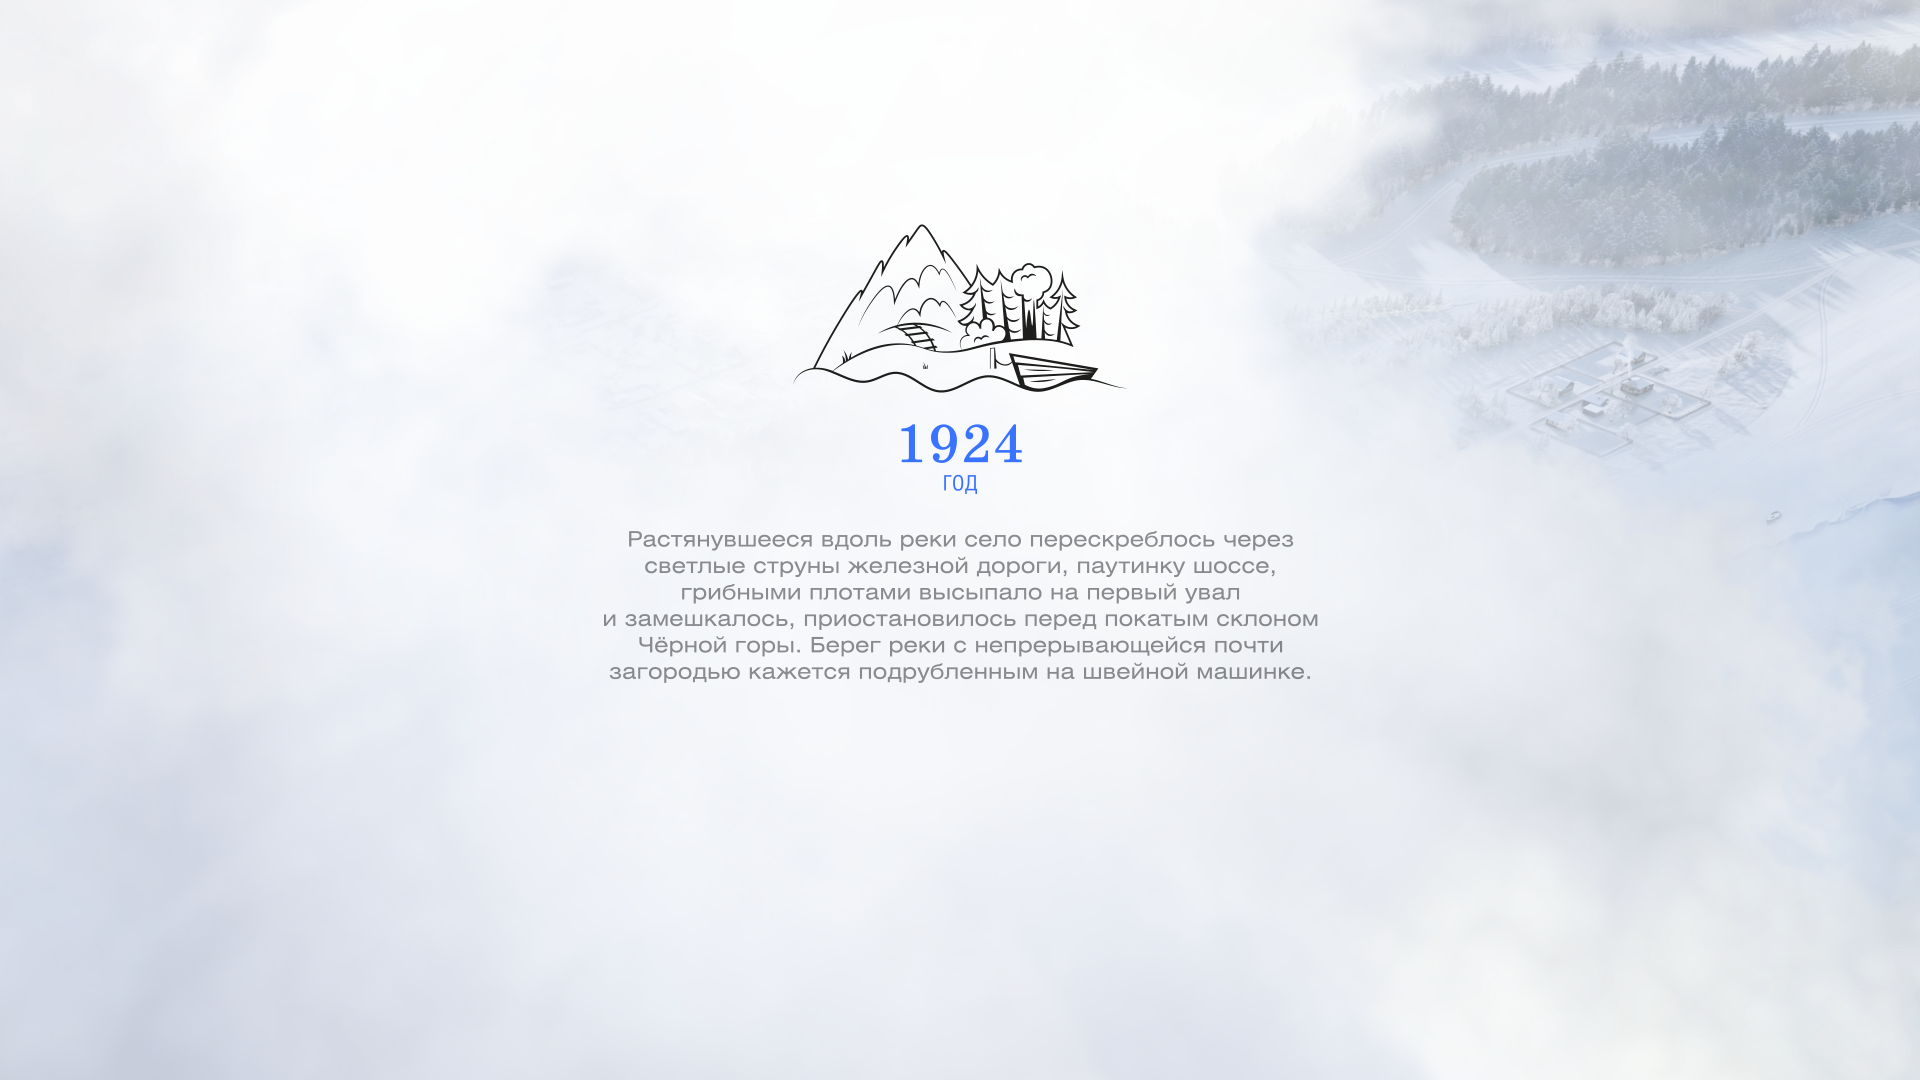 1924
ГОД
Растянувшееся вдоль реки село перескреблось через
светлые струны железной дороги, паутинку шоссе,
грибными плотами высыпало на первый увал
и замешкалось, приостановилось перед покатым склоном
Чёрной горы. Берег реки с непрерывающейся почти
загородью кажется подрубленным на швейной машинке.